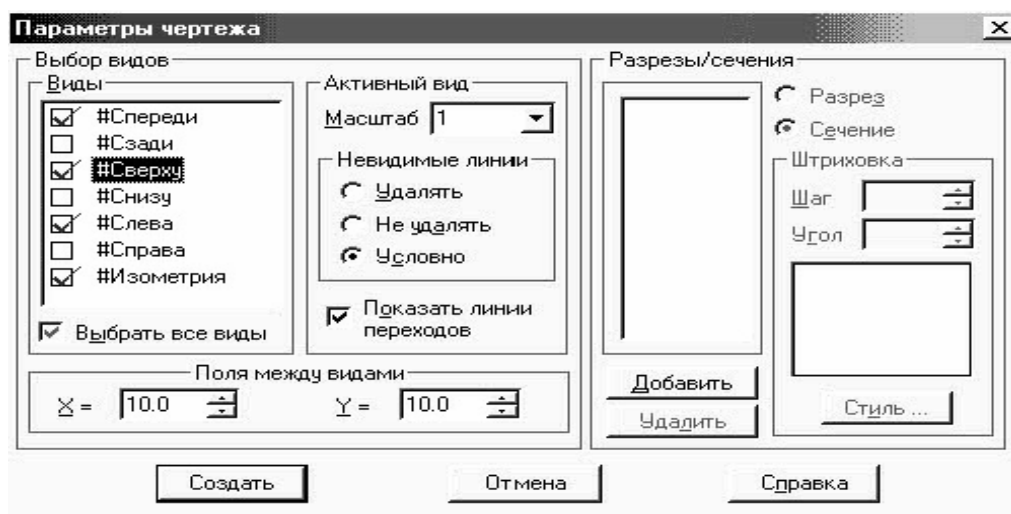 Параметры чертежа
Выбор видов
Виды
#Спереди
#Сзади
#Сверху
#Снизу
#Слева
#Справа
#Изометрия
Выбрать все виды
Активный вид
Масштаб 1
Невидимые линии
Удалять
Не удалять
Условно
Показать линии
переходов
Поля между видами
X = 10.0 Y = 10.0
Разрезы/сечения
Разрез
Сечение
Штриховка
Шаг
Угол
Стиль ...
Добавить
Удалить
Создать Отмена Справка